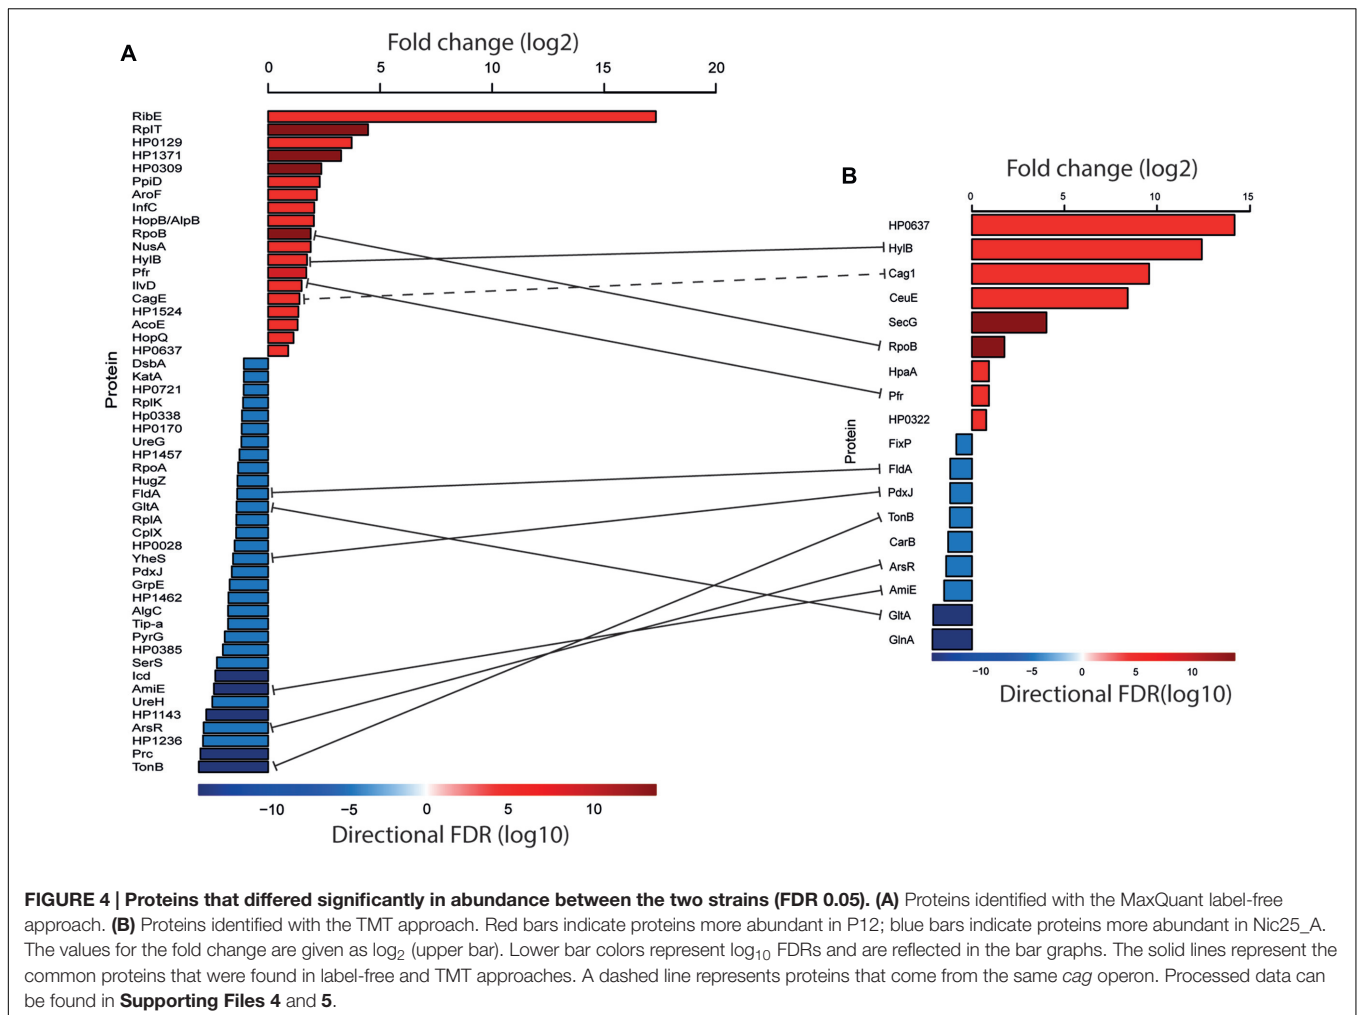 A
Fold change (log2)
0 5 10 15 20
Protein
RibE
RplT
HP0129
HP1371
HP0309
PpiD
AroF
InfC
HopB/AlpB
RpoB
NusA
HylB
Pfr
IlvD
CagE
HP1524
AcoE
HopQ
HP0637
DsbA
KatA
HP0721
RplK
Hp0338
HP0170
UreG
HP1457
RpoA
HugZ
FldA
GltA
RplA
CplX
HP0028
YheS
PdxJ
GrpE
HP1462
AlgC
Tip-a
PyrG
HP0385
SerS
Icd
AmiE
UreH
HP1143
ArsR
HP1236
Prc
TonB
−10 −5 0 5 10
Directional FDR (log10)
B
Fold change (log2)
0 5 10 15
Protein
HP0637
HylB
Cag1
CeuE
SecG
RpoB
HpaA
Pfr
HP0322
FixP
FldA
PdxJ
TonB
CarB
ArsR
AmiE
GltA
GlnA
−10 −5 0 5 10
Directional FDR(log10)
FIGURE 4 | Proteins that differed significantly in abundance between the two strains (FDR 0.05). (A) Proteins identified with the MaxQuant label-free
approach. (B) Proteins identified with the TMT approach. Red bars indicate proteins more abundant in P12; blue bars indicate proteins more abundant in Nic25_A.
The values for the fold change are given as log2 (upper bar). Lower bar colors represent log10 FDRs and are reflected in the bar graphs. The solid lines represent the
common proteins that were found in label-free and TMT approaches. A dashed line represents proteins that come from the same cag operon. Processed data can
be found in Supporting Files 4 and 5.